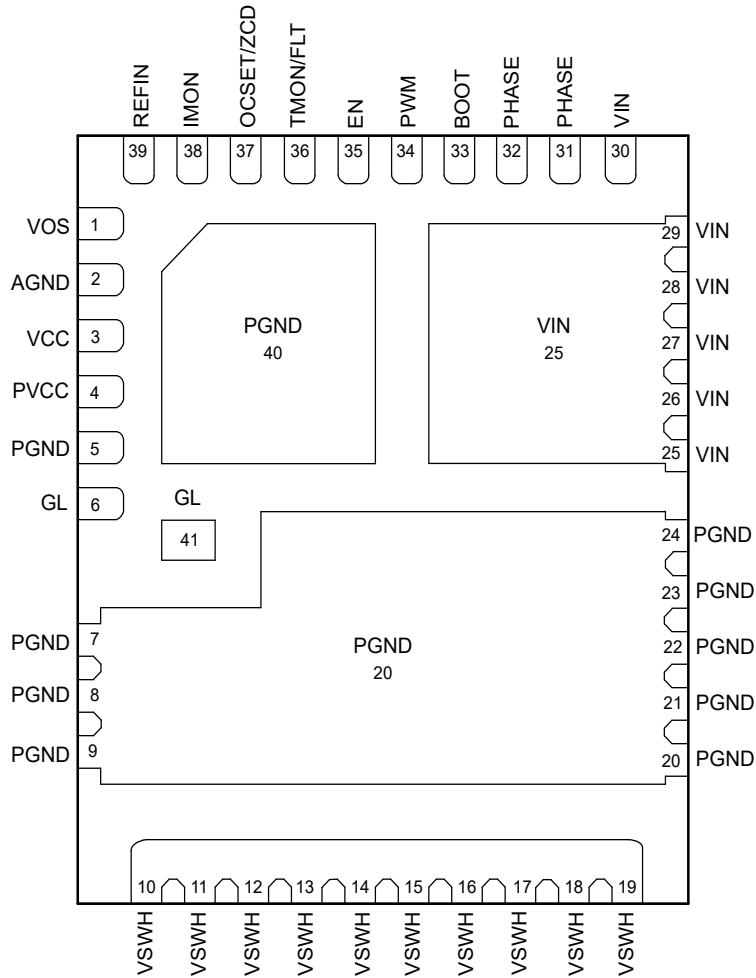 REFIN
IMON
OCSET/ZCD
TMON/FLT
EN
PWM
BOOT
PHASE
PHASE
VIN
39
38
37
36
35
34
33
32
31
30
VOS 1
AGND 2
VCC 3
PVCC 4
PGND 5
GL 6
PGND
40
VIN
25
29 VIN
28 VIN
27 VIN
26 VIN
25 VIN
GL
41
24 PGND
23 PGND
22 PGND
21 PGND
20 PGND
PGND 7
PGND 8
PGND 9
PGND
20
10
11
12
13
14
15
16
17
18
19
VSWH
VSWH
VSWH
VSWH
VSWH
VSWH
VSWH
VSWH
VSWH
VSWH